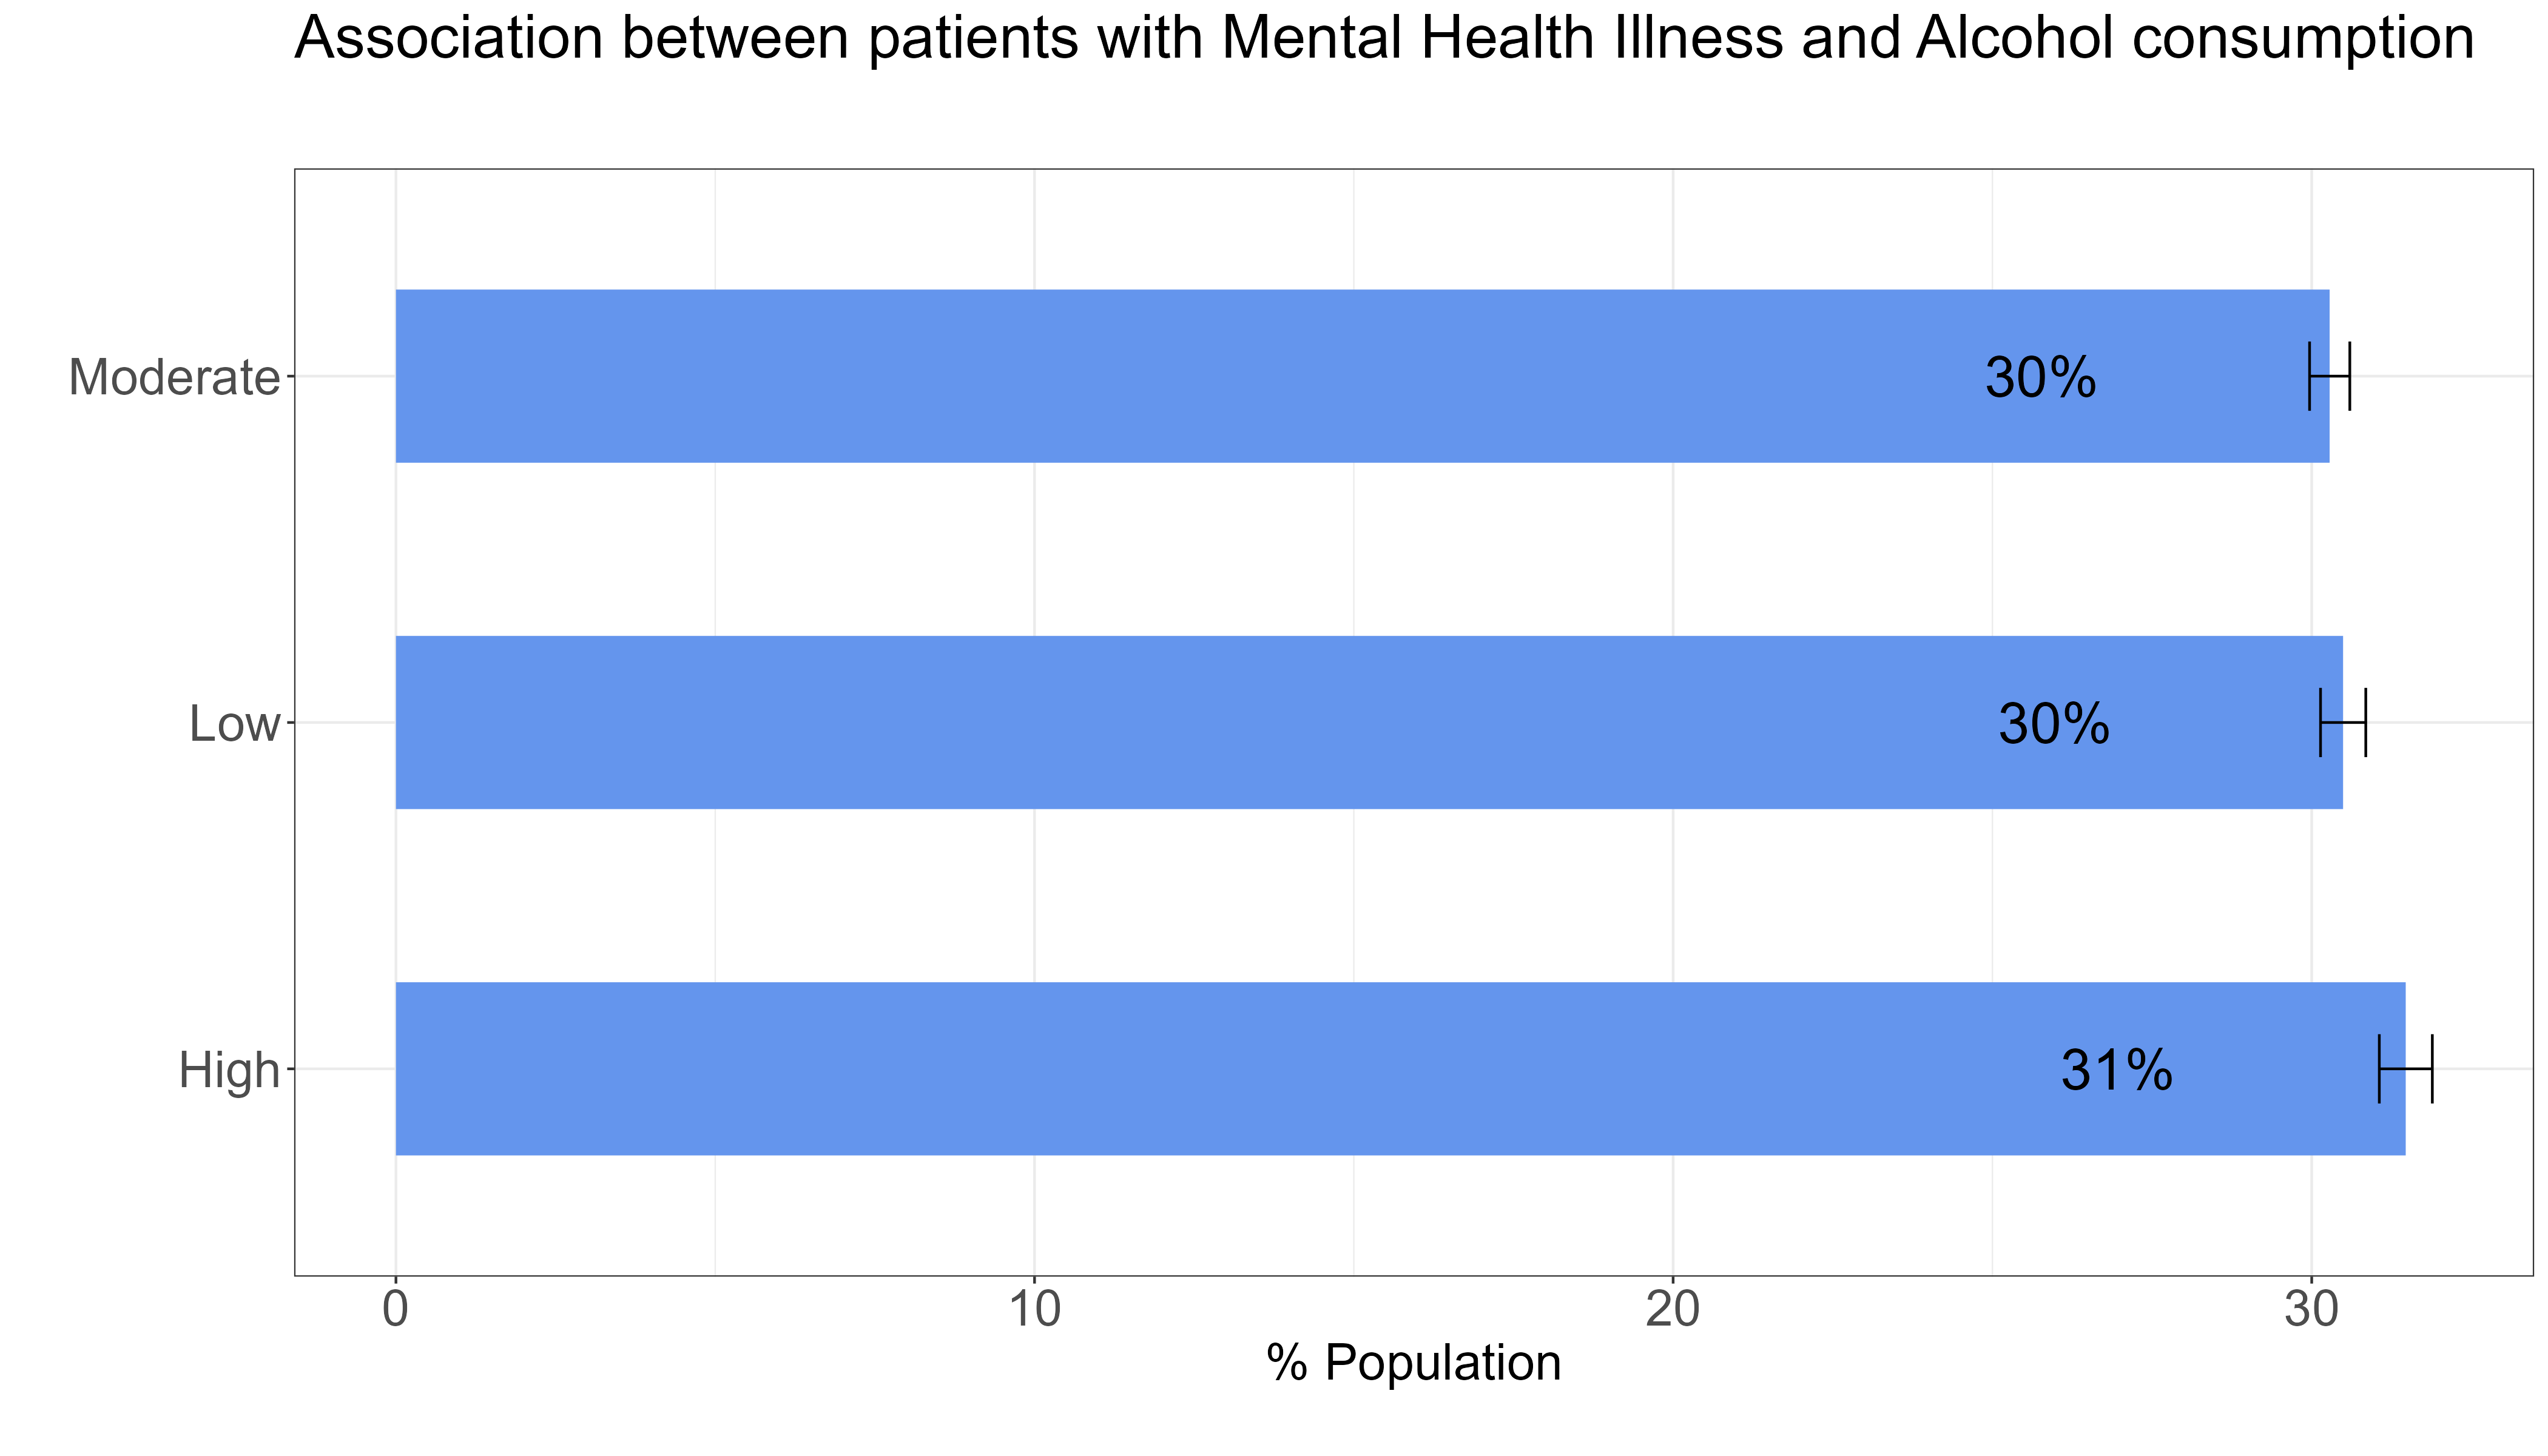 Association between patients with Mental Health Illness and Alcohol consumption
Moderate
30%
Low
30%
High
31%
0
10
20
30
% Population